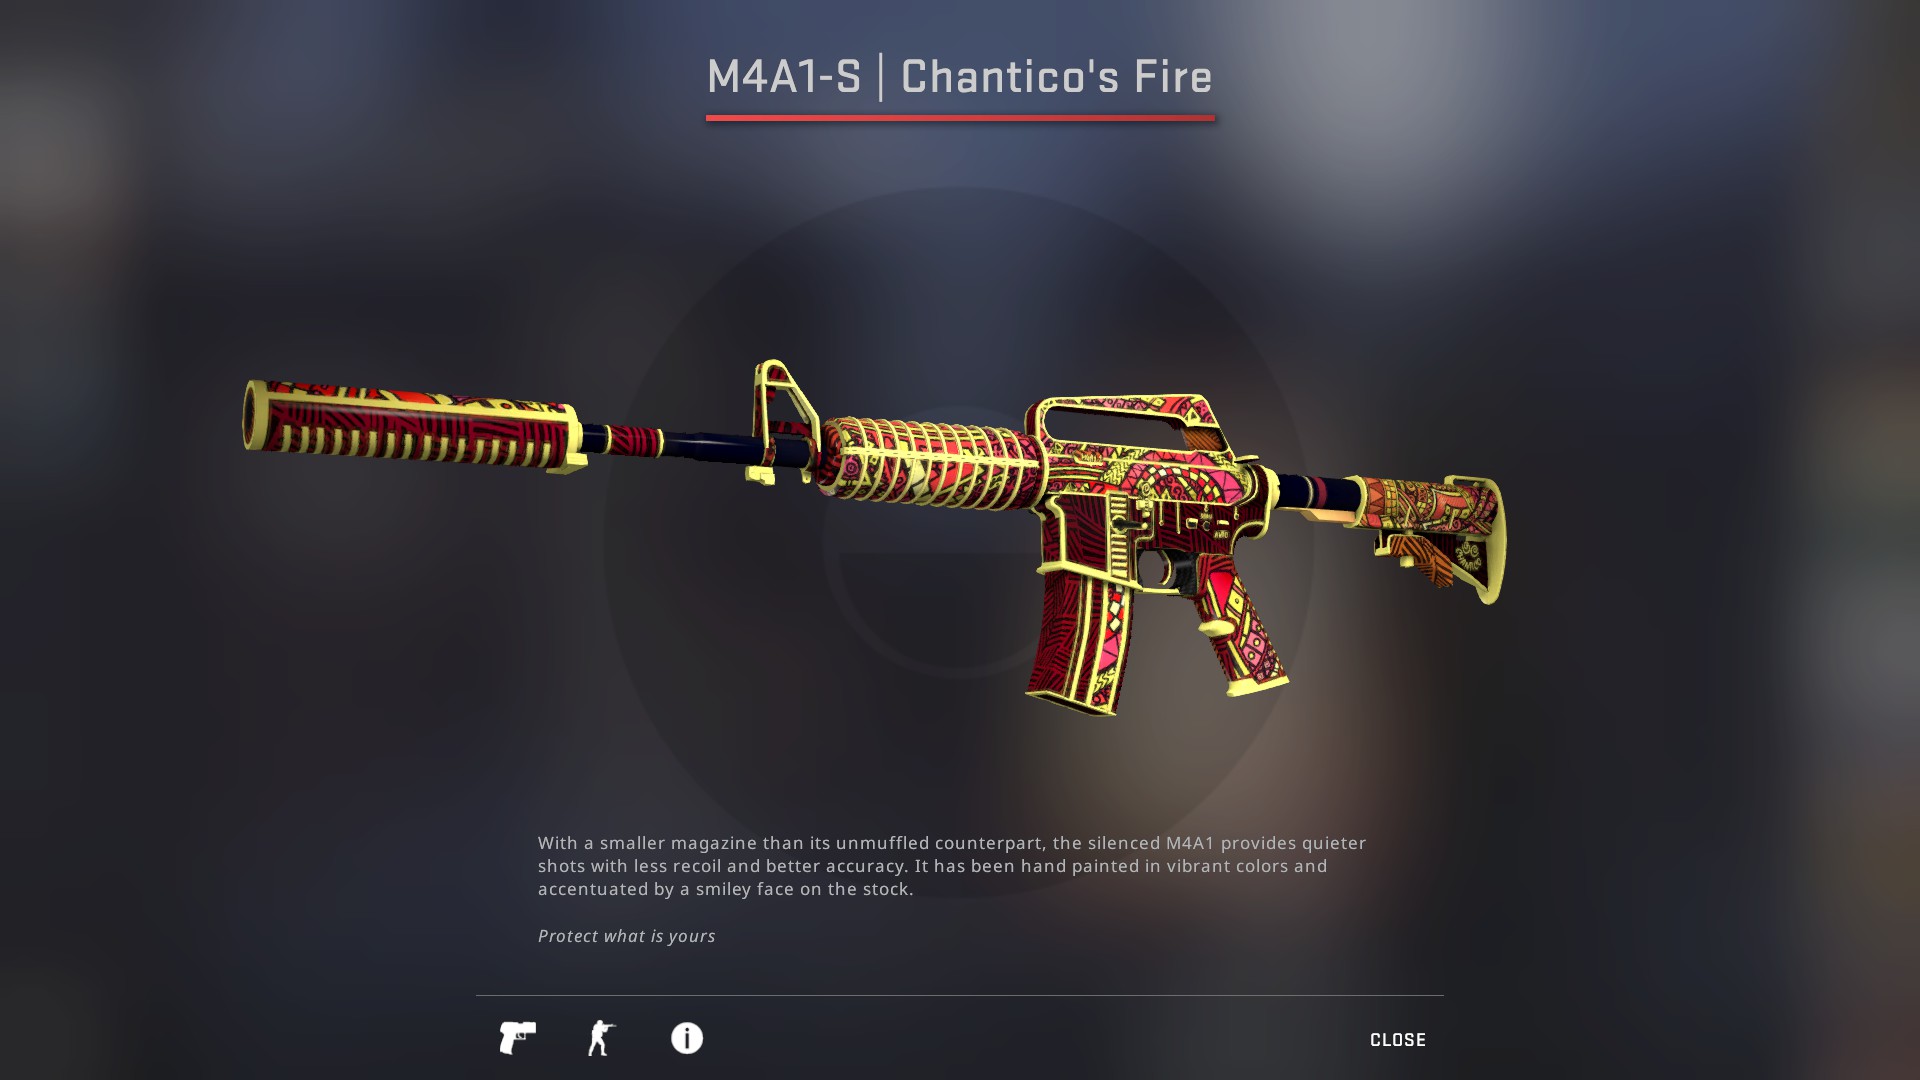 M4A1-S | Chantico's Fire
With a smaller magazine than its unmuffled counterpart, the silenced M4A1 provides quieter
shots with less recoil and better accuracy. It has been hand painted in vibrant colors and
accentuated by a smiley face on the stock.
Protect what is yours
CLOSE